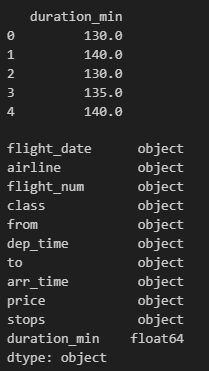 duration_min
0 130.0
1 140.0
2 130.0
3 135.0
4 140.0
flight_date object
airline object
flight_num object
class object
from object
dep_time object
to object
arr_time object
price object
stops object
duration_min float64
dtype: object